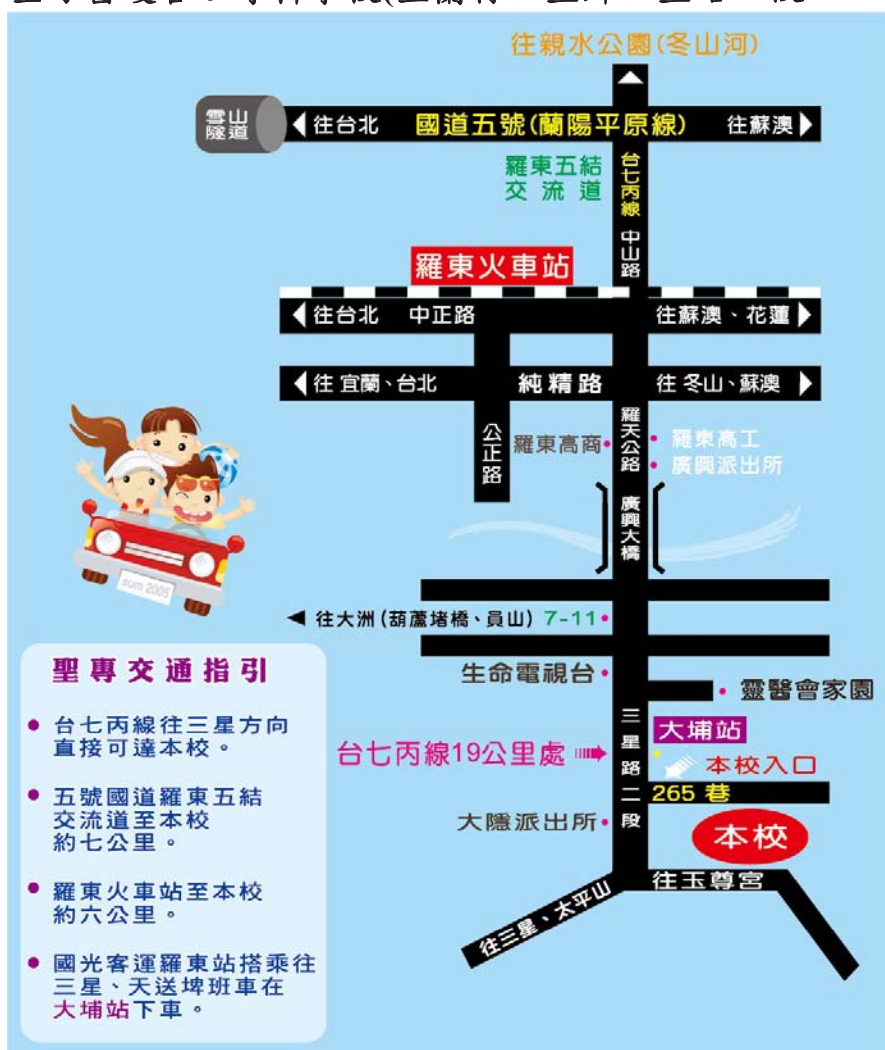 往親水公園(冬山河)
雪山
隧道
往台北
國道五號(蘭陽平原線)
往蘇澳
羅東五結
交流道
台七丙線
中山路
羅東火車站
往台北
中正路
往蘇澳、花蓮
往 宜蘭、台北
純精路
往 冬山、蘇澳
公正路
羅東高商
羅天公路
羅東高工
廣興派出所
廣興大橋
sum 2005
往大洲(葫蘆堵橋、員山)
7-11
生命電視台
靈醫會家園
三星路二段
大埔站
台七丙線19公里處
本校入口
265 巷
大隱派出所
本校
往玉尊宮
往三星、太平山
聖專交通指引
台七丙線往三星方向
直接可達本校。
五號國道羅東五結
交流道至本校
約七公里。
羅東火車站至本校
約六公里。
國光客運羅東站搭乘往
三星、天送埤班車在
大埔站下車。